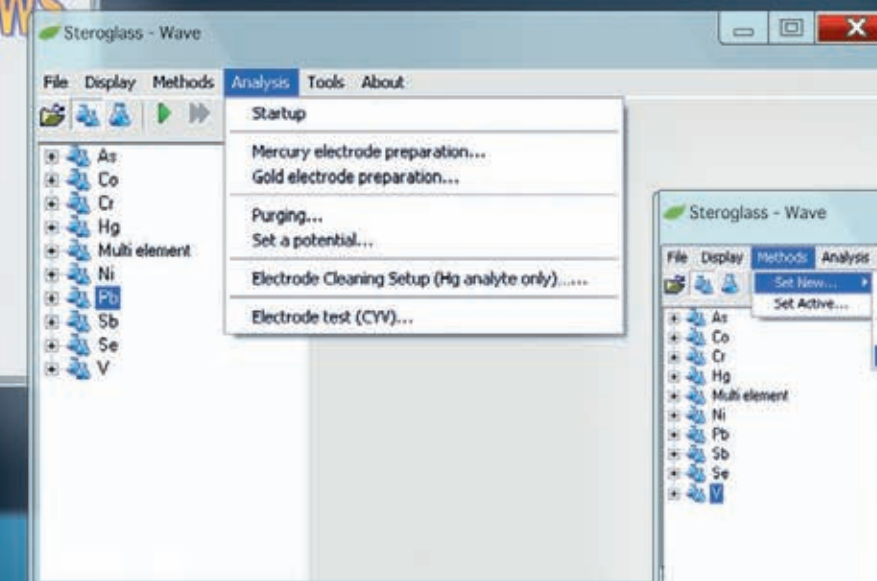 WS
Steroglass - Wave
File Display Methods Analysis Tools About
Startup
Mercury electrode preparation...
Gold electrode preparation...
Purging...
Set a potential...
Electrode Cleaning Setup (Hg analyte only)......
Electrode test (CYV)...
As
Co
Cr
Hg
Multi element
Ni
Pb
Sb
Se
V
Steroglass - Wave
File Display Methods Analysis
Set New...
Set Active...
As
Co
Cr
Hg
Multi element
Ni
Pb
Sb
Se
V